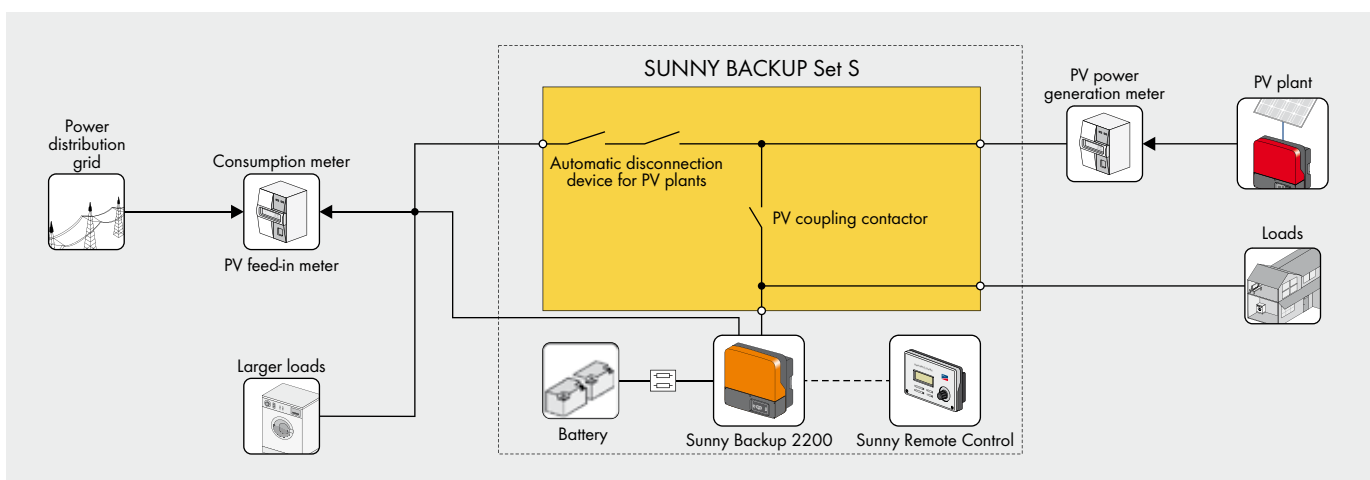 SUNNY BACKUP Set S
PV power
generation meter
PV plant
Power
distribution
grid
Consumption meter
Automatic disconnection
device for PV plants
PV coupling contactor
Loads
PV feed-in meter
Larger loads
Battery
Sunny Backup 2200
Sunny Remote Control